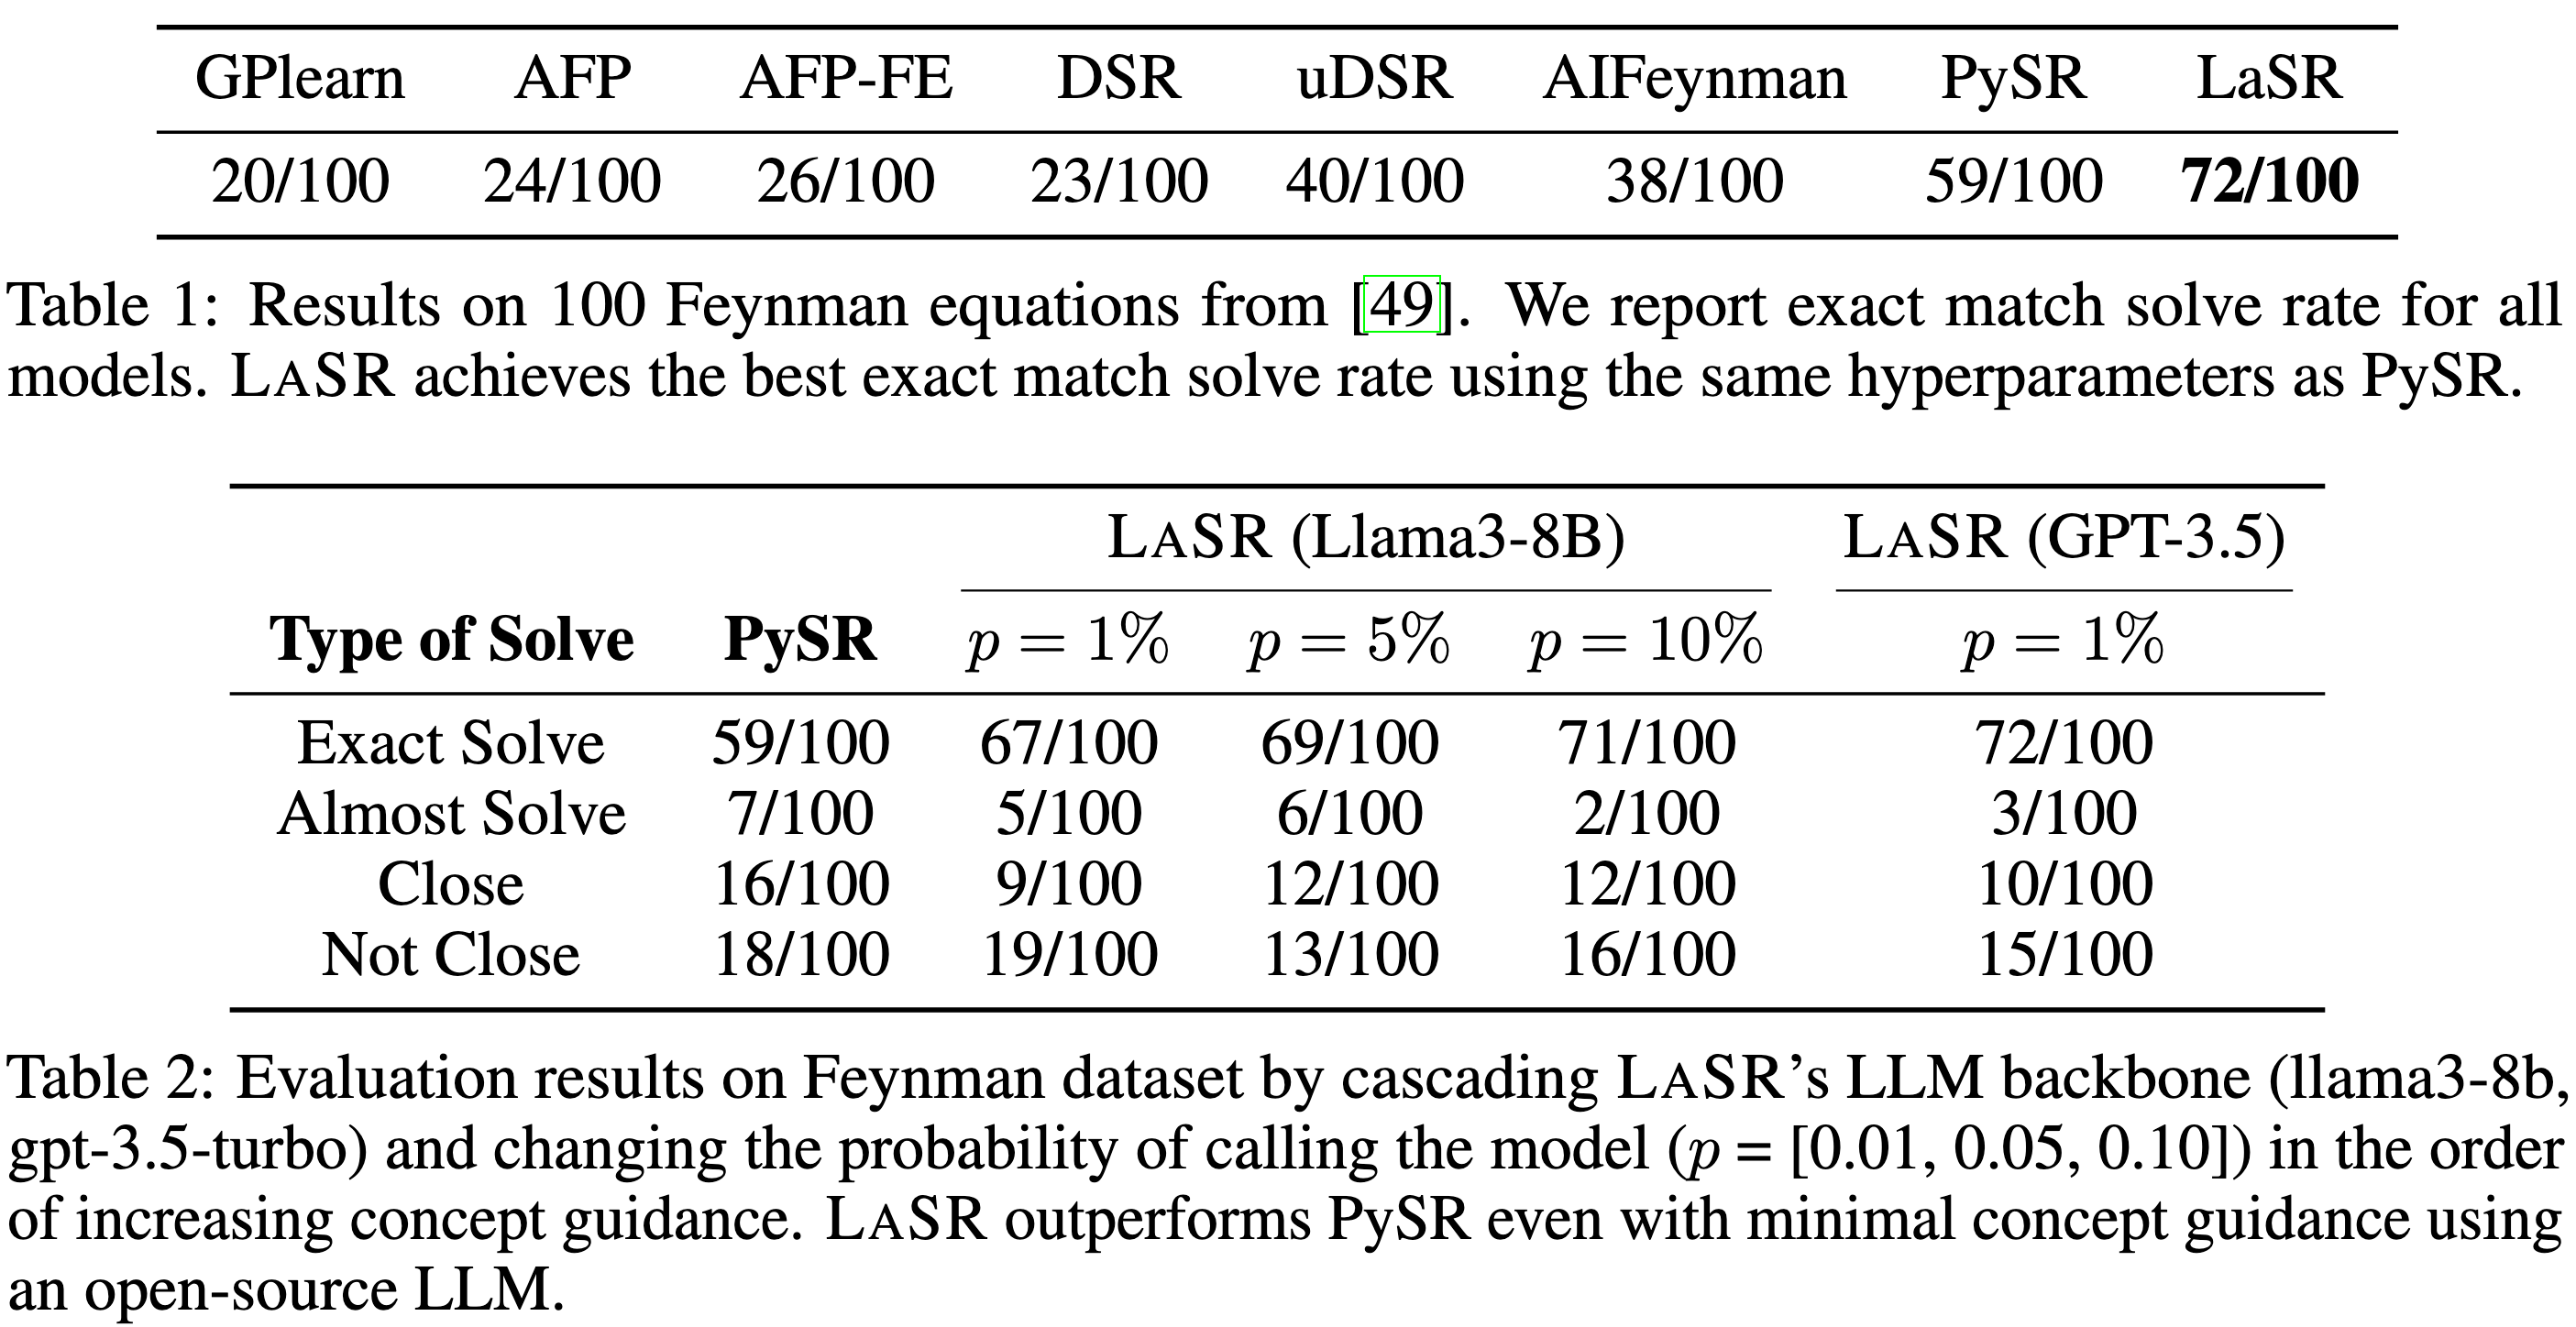 GPlearn AFP AFP-FE DSR uDSR AIFeynman PySR LaSR
20/100 24/100 26/100 23/100 40/100 38/100 59/100 72/100
Table 1: Results on 100 Feynman equations from [49]. We report exact match solve rate for all
models. LASR achieves the best exact match solve rate using the same hyperparameters as PySR.
LASR (Llama3-8B) LASR (GPT-3.5)
Type of Solve PySR p = 1% p = 5% p = 10% p = 1%
Exact Solve 59/100 67/100 69/100 71/100 72/100
Almost Solve 7/100 5/100 6/100 2/100 3/100
Close 16/100 9/100 12/100 12/100 10/100
Not Close 18/100 19/100 13/100 16/100 15/100
Table 2: Evaluation results on Feynman dataset by cascading LASR's LLM backbone (llama3-8b,
gpt-3.5-turbo) and changing the probability of calling the model (p = [0.01, 0.05, 0.10]) in the order
of increasing concept guidance. LASR outperforms PySR even with minimal concept guidance using
an open-source LLM.